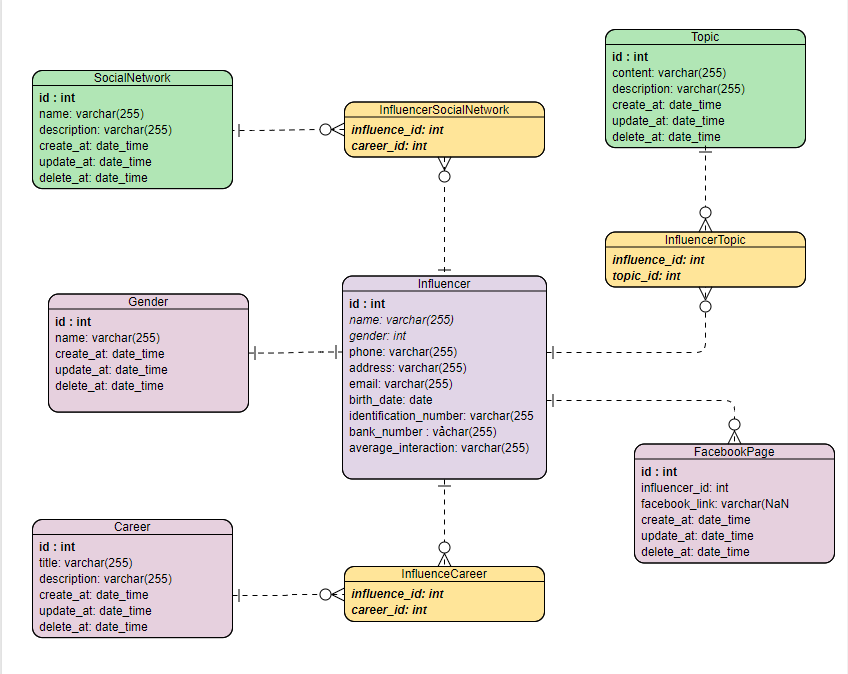 SocialNetwork
id : int
name: varchar(255)
description: varchar(255)
create_at: date_time
update_at: date_time
delete_at: date_time
InfluencerSocialNetwork
influence_id: int
career_id: int
Topic
id : int
content: varchar(255)
description: varchar(255)
create_at: date_time
update_at: date_time
delete_at: date_time
InfluencerTopic
influence_id: int
topic_id: int
Gender
id : int
name: varchar(255)
create_at: date_time
update_at: date_time
delete_at: date_time
Influencer
id : int
name: varchar(255)
gender: int
phone: varchar(255)
address: varchar(255)
email: varchar(255)
birth_date: date
identification_number: varchar(255
bank_number : våchar(255)
average_interaction: varchar(255)
FacebookPage
id : int
influencer_id: int
facebook_link: varchar(NaN
create_at: date_time
update_at: date_time
delete_at: date_time
Career
id : int
title: varchar(255)
description: varchar(255)
create_at: date_time
update_at: date_time
delete_at: date_time
InfluenceCareer
influence_id: int
career_id: int